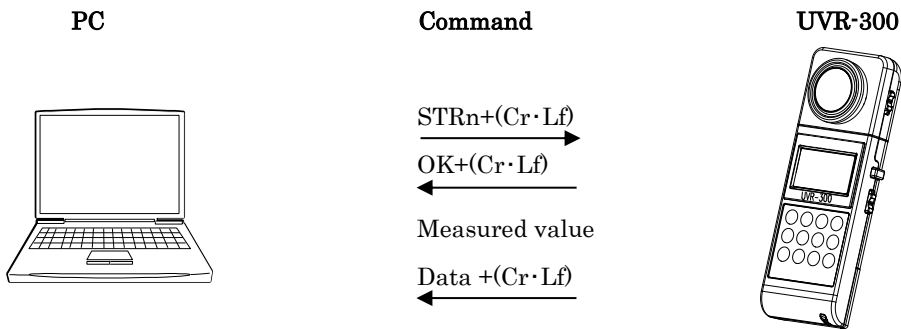 PC Command UVR-300
STRn+(Cr･Lf)
OK+(Cr･Lf)
UVR-300
Measured value
Data +(Cr･Lf)